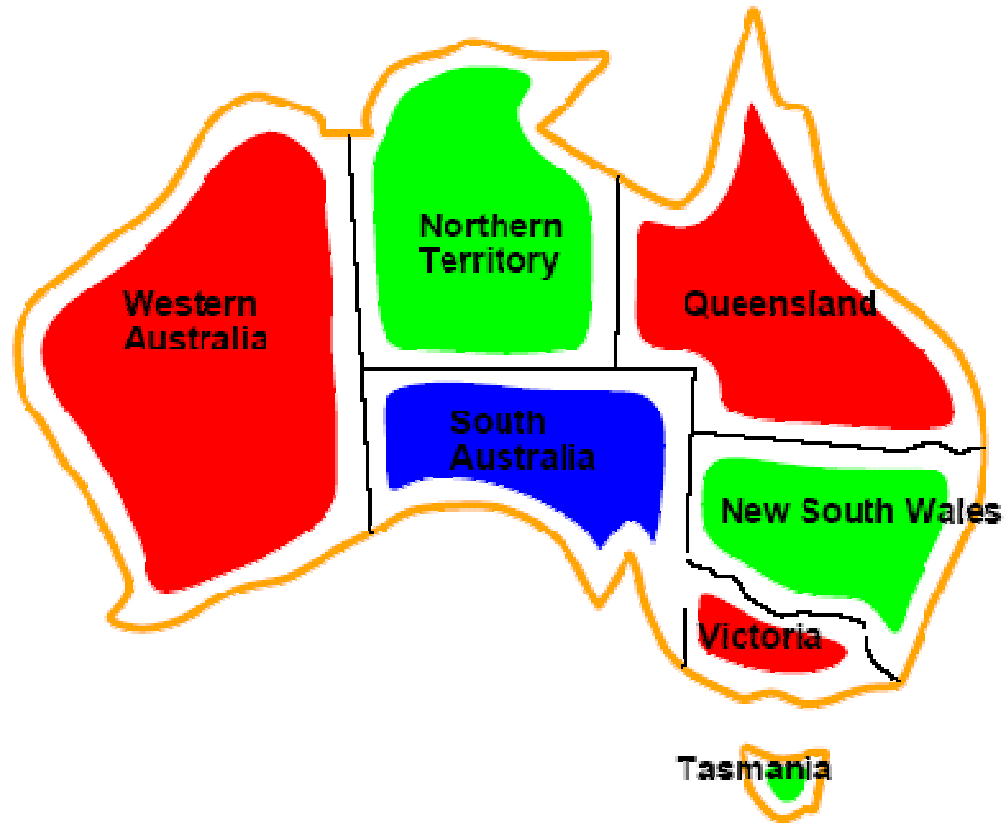 Northern
Territory
Western
Australia
Queensland
South
Australia
New South Wales
Victoria
Tasmania